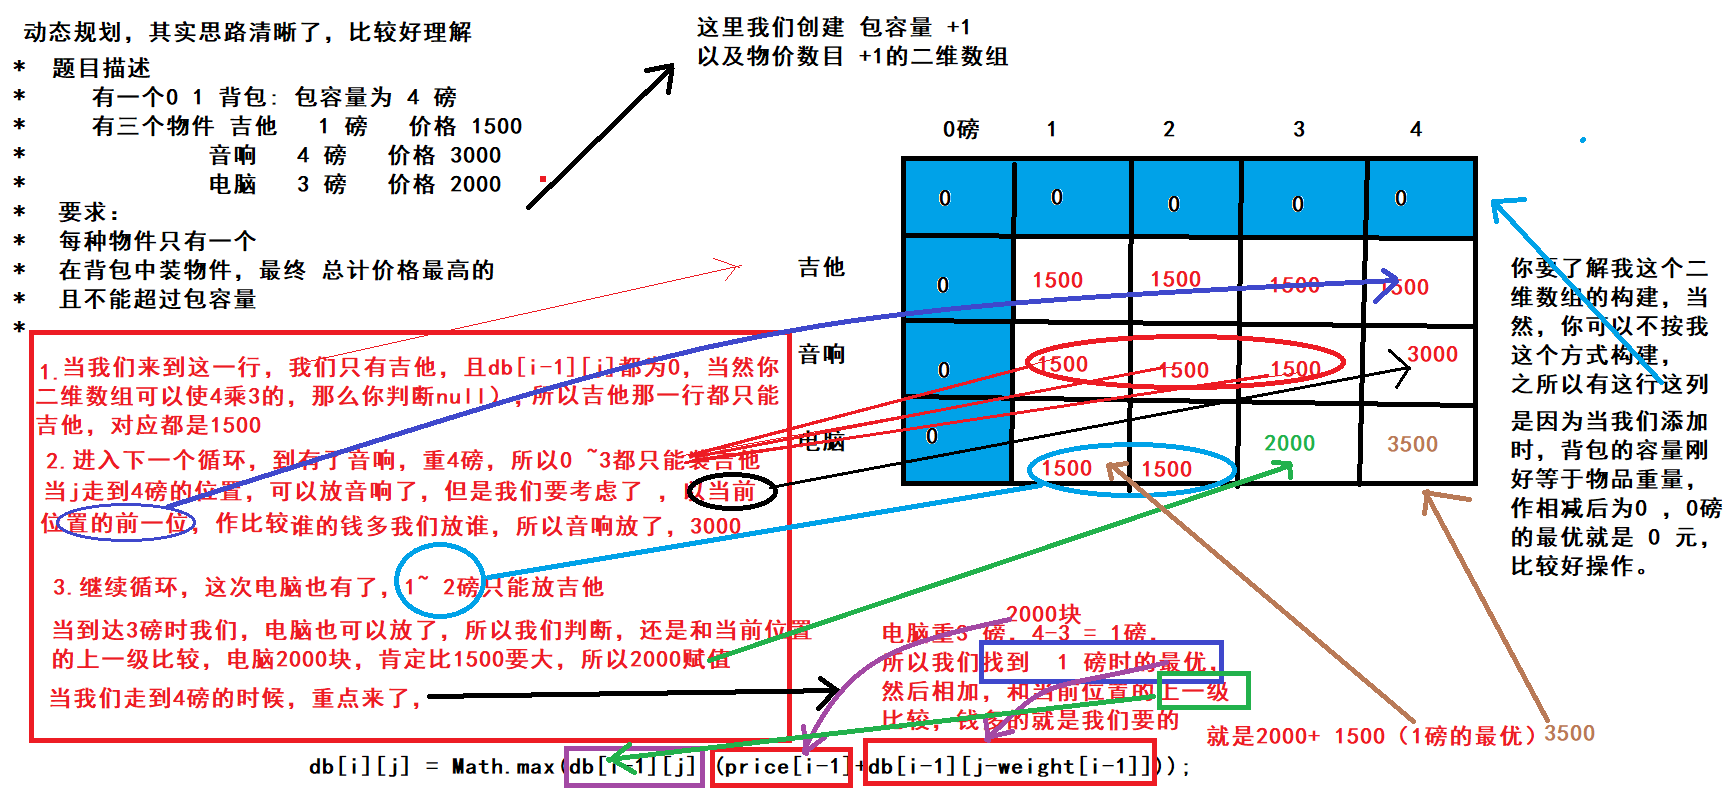 动态规划，其实思路清晰了，比较好理解
* 题目描述
* 有一个0 1 背包：包容量为 4 磅
* 有三个物件 吉他 1 磅 价格 1500
* 音响 4 磅 价格 3000
* 电脑 3 磅 价格 2000
* 要求：
* 每种物件只有一个
* 在背包中装物件，最终 总计价格最高的
* 且不能超过包容量
*
这里我们创建 包容量 +1
以及物价数目 +1的二维数组
0磅 1 2 3 4
0 0 0 0 0
吉他 0 1500 1500 1500 1500
音响 0 1500 1500 1500 3000
电脑 0 1500 1500 2000 3500
你要了解我这个二
维数组的构建，当
然，你可以不按我
这个方式构建，
之所以有这行这列
是因为当我们添加
时，背包的容量刚
好等于物品重量，
作相减后为0 ，0磅
的最优就是 0 元，
比较好操作。
1.当我们来到这一行，我们只有吉他，且db[i-1][j]都为0，当然你
二维数组可以使4乘3的，那么你判断null），所以吉他那一行都只能
吉他，对应都是1500
2.进入下一个循环，到有了音响，重4磅，所以0 ~3都只能装吉他
当j走到4磅的位置，可以放音响了，但是我们要考虑了 ，以当前
位置的前一位，作比较谁的钱多我们放谁，所以音响放了，3000
3.继续循环，这次电脑也有了，1~ 2磅只能放吉他
当到达3磅时我们，电脑也可以放了，所以我们判断，还是和当前位置
的上一级比较，电脑2000块，肯定比1500要大，所以2000赋值
当我们走到4磅的时候，重点来了，
2000块
电脑重3 磅，4-3 = 1磅，
所以我们找到 1 磅时的最优，
然后相加，和当前位置的上一级
比较，钱多的就是我们要的
就是2000+ 1500（1磅的最优）3500
db[i][j] = Math.max(db[i-1][j] (price[i-1]+db[i-1][j-weight[i-1]]));